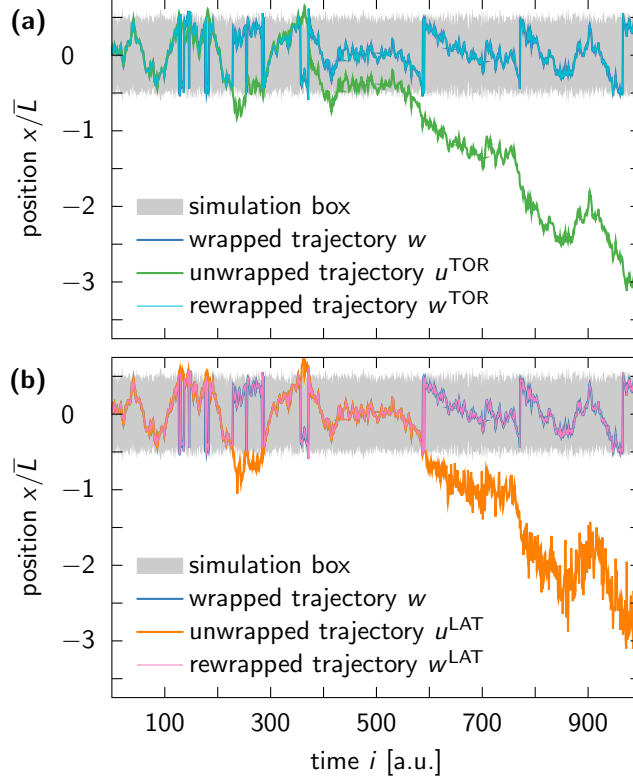 (a)
0
−1
−2
−3
position x/L̅
simulation box
wrapped trajectory w
unwrapped trajectory u^TOR
rewrapped trajectory w^TOR
(b)
0
−1
−2
−3
position x/L̅
simulation box
wrapped trajectory w
unwrapped trajectory u^LAT
rewrapped trajectory w^LAT
100 300 500 700 900
time i [a.u.]